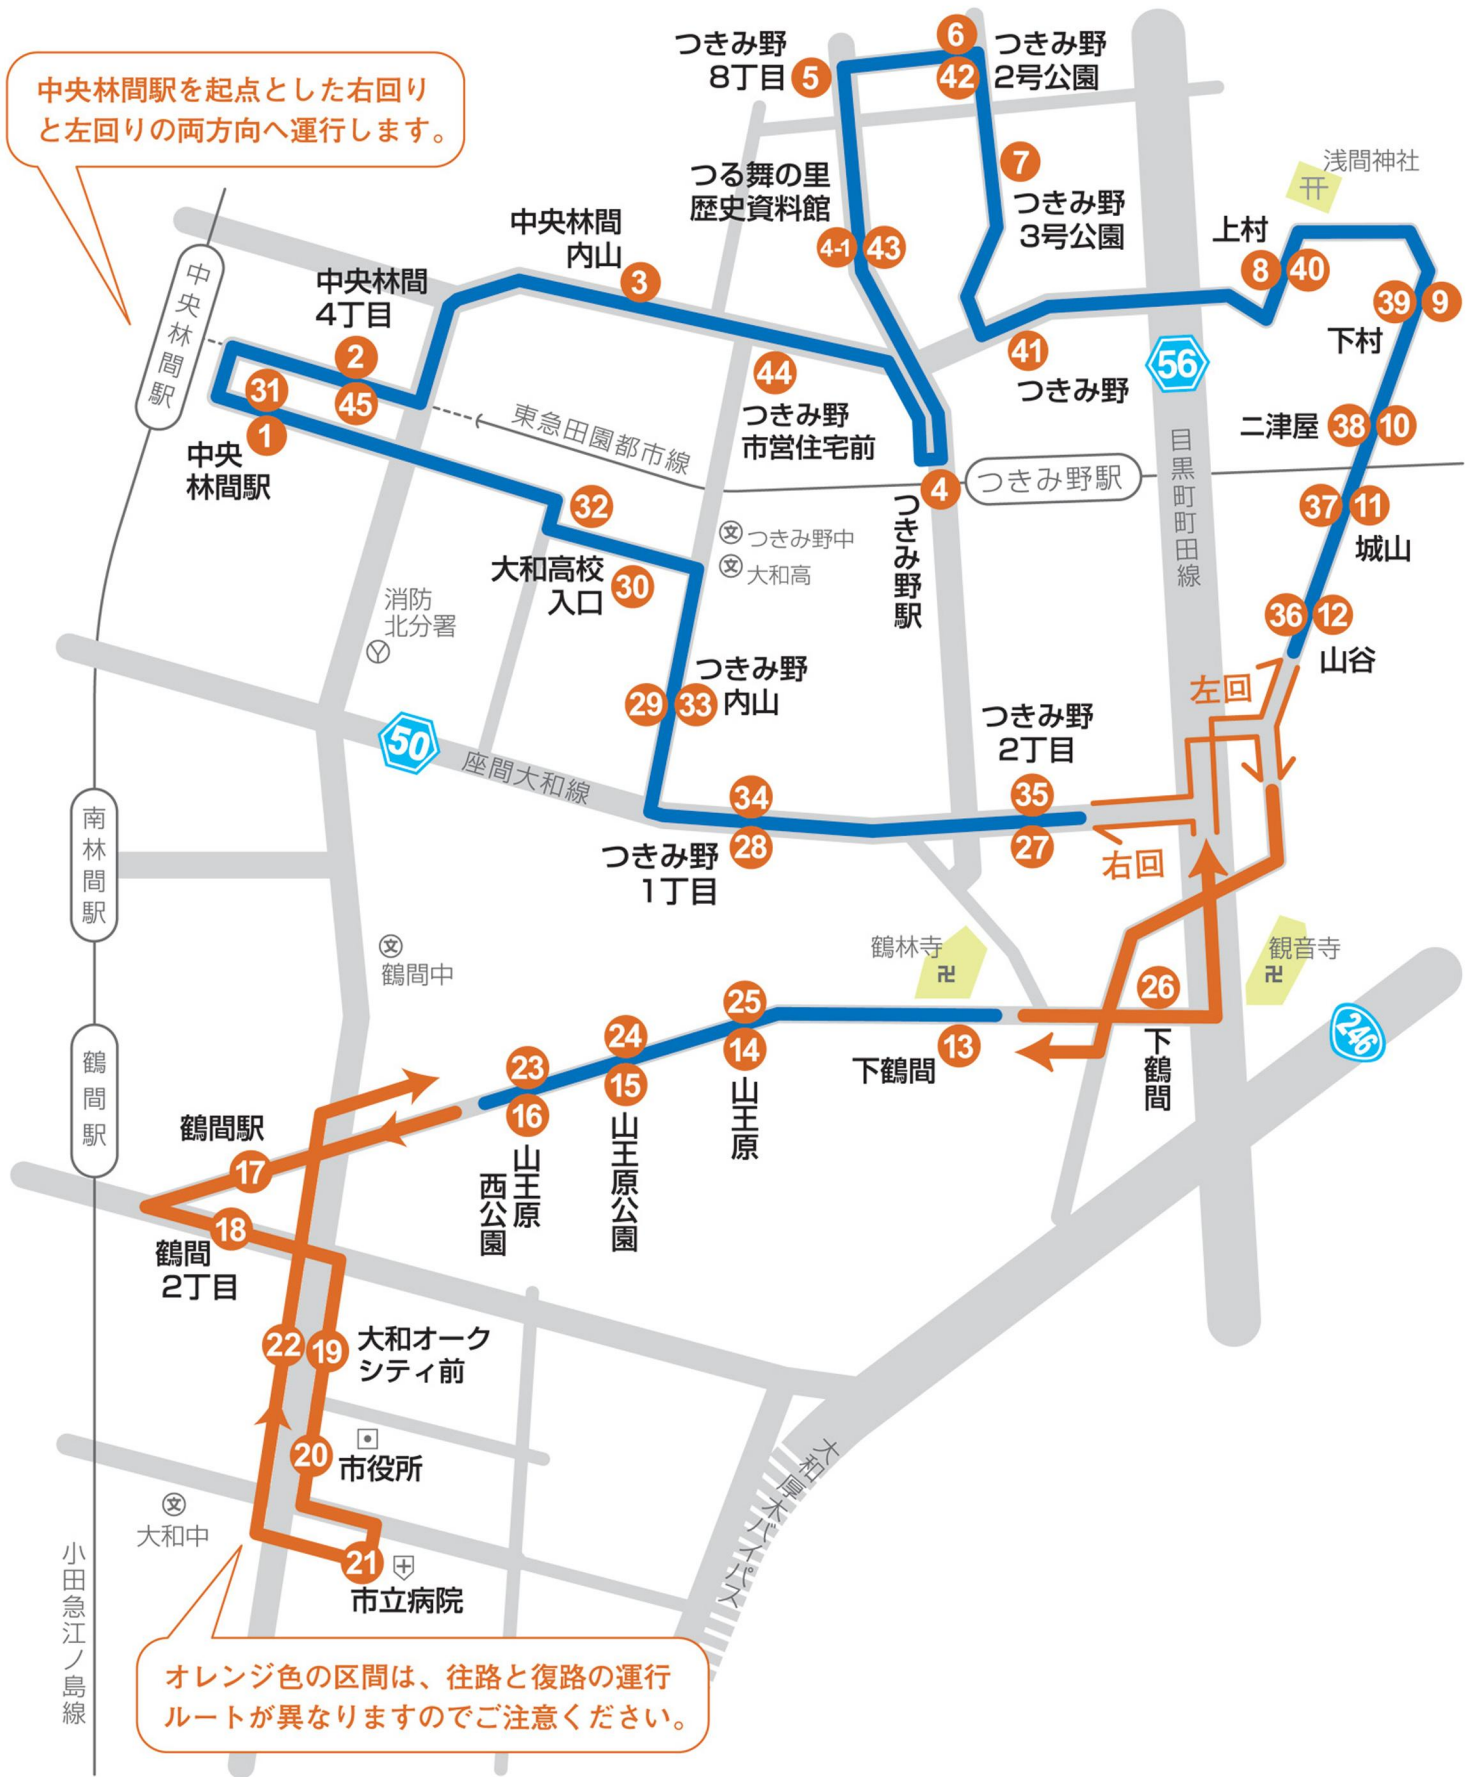 中央林間駅を起点とした右回り
と左回りの両方向へ運行します。
つきみ野
8丁目
5
6
42
つきみ野
2号公園
7
つきみ野
3号公園
つる舞の里
歴史資料館
4-1
43
浅間神社
上村
8
40
39
9
下村
中央林間
内山
3
中央林間
4丁目
2
45
31
1
中央
林間駅
中央林間駅
東急田園都市線
44
つきみ野
市営住宅前
41
つきみ野
56
目黒町町田線
二津屋
38
10
37
11
城山
36
12
山谷
4
つきみ野駅
つきみ野駅
文
つきみ野中
文
大和高
32
大和高校
入口
30
消防
北分署
29
33
つきみ野
内山
50
座間大和線
34
28
つきみ野
1丁目
つきみ野
2丁目
35
27
左回
右回
南林間駅
文
鶴間中
鶴林寺
卍
観音寺
卍
26
下鶴間
13
下鶴間
246
25
14
山王原
24
15
山王原公園
23
16
山王原
西公園
鶴間駅
鶴間駅
17
18
鶴間
2丁目
22
19
大和オーク
シティ前
20
市役所
文
大和中
21
市立病院
大和厚木バイパス
小田急江ノ島線
オレンジ色の区間は、往路と復路の運行
ルートが異なりますのでご注意ください。